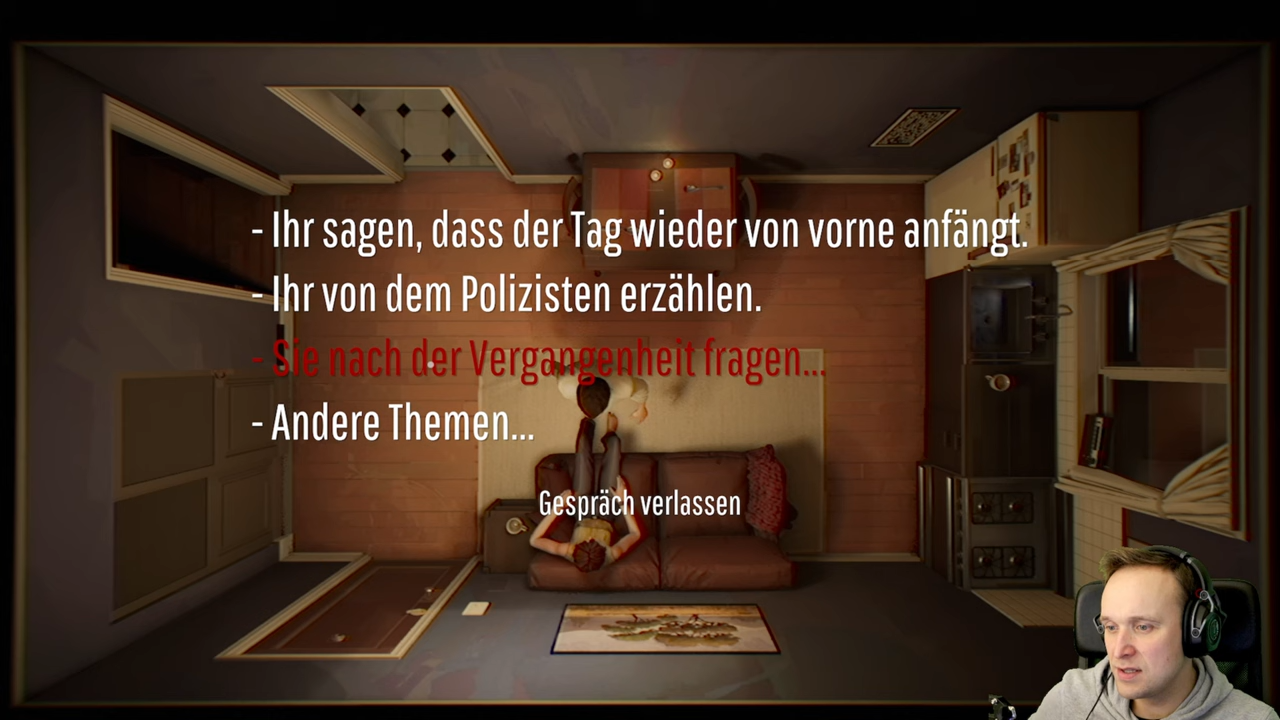 - Ihr sagen, dass der Tag wieder von vorne anfängt.
- Ihr von dem Polizisten erzählen.
- Sie nach der Vergangenheit fragen...
- Andere Themen...
Gespräch verlassen